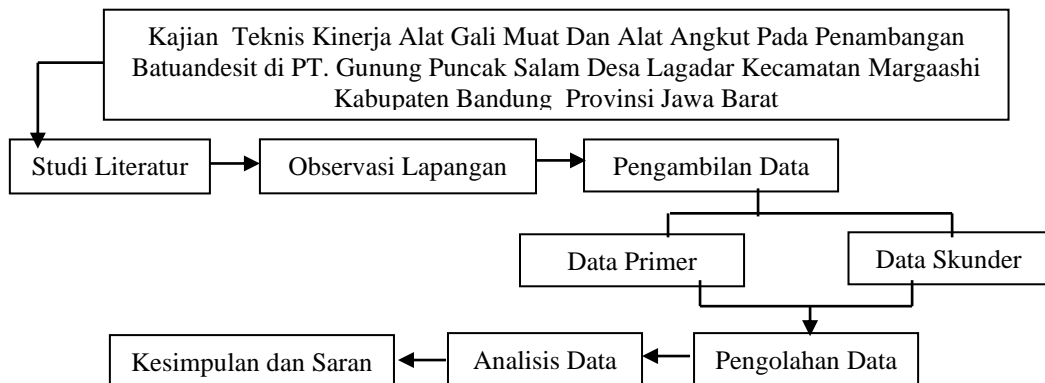 Kajian Teknis Kinerja Alat Gali Muat Dan Alat Angkut Pada Penambangan
Batuandesit di PT. Gunung Puncak Salam Desa Lagadar Kecamatan Margaashi
Kabupaten Bandung Provinsi Jawa Barat
Studi Literatur
Observasi Lapangan
Pengambilan Data
Data Primer
Data Skunder
Kesimpulan dan Saran
Analisis Data
Pengolahan Data